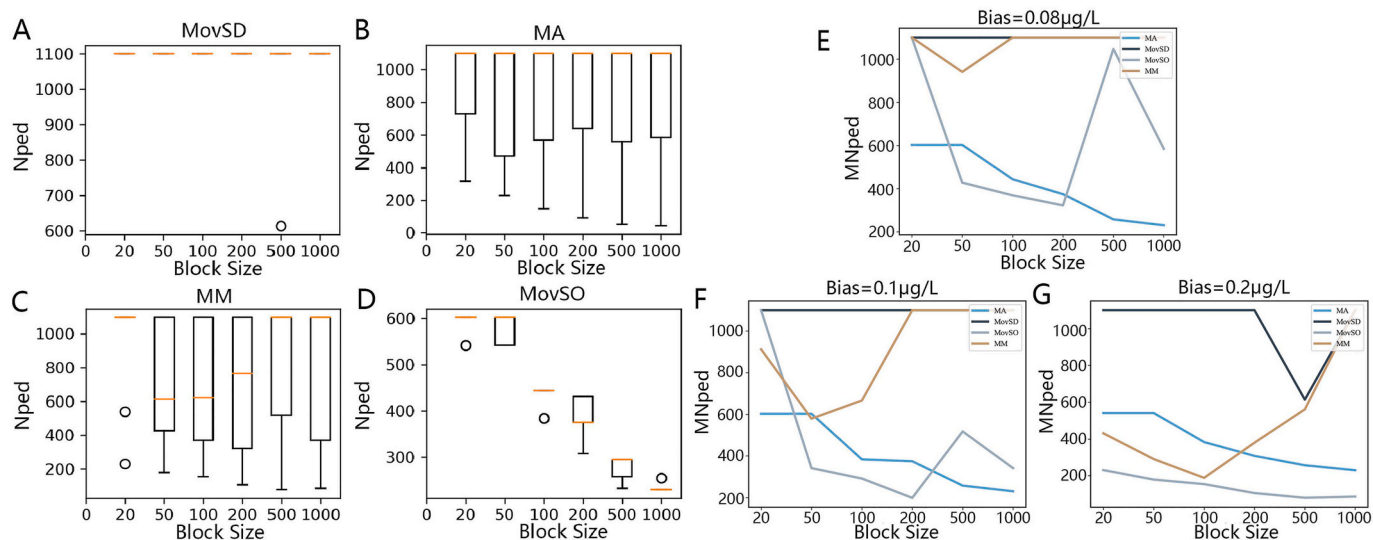 A
MovSD
Nped
1100
1000
900
800
700
600
0 20 50 100 200 500 1000
Block Size
B
MA
Nped
1000
800
600
400
200
0
0 20 50 100 200 500 1000
Block Size
C
MM
Nped
1000
800
600
400
200
0 20 50 100 200 500 1000
Block Size
D
MovSO
Nped
600
500
400
300
0 20 50 100 200 500 1000
Block Size
E
Bias=0.08μg/L
MNped
1000
800
600
400
200
20 50 100 200 500 1000
Block Size
MA
MovSD
MovSO
MM
F
Bias=0.1μg/L
MNped
1000
800
600
400
200
20 50 100 200 500 1000
Block Size
MA
MovSD
MovSO
MM
G
Bias=0.2μg/L
MNped
1000
800
600
400
200
20 50 100 200 500 1000
Block Size
MA
MovSD
MovSO
MM